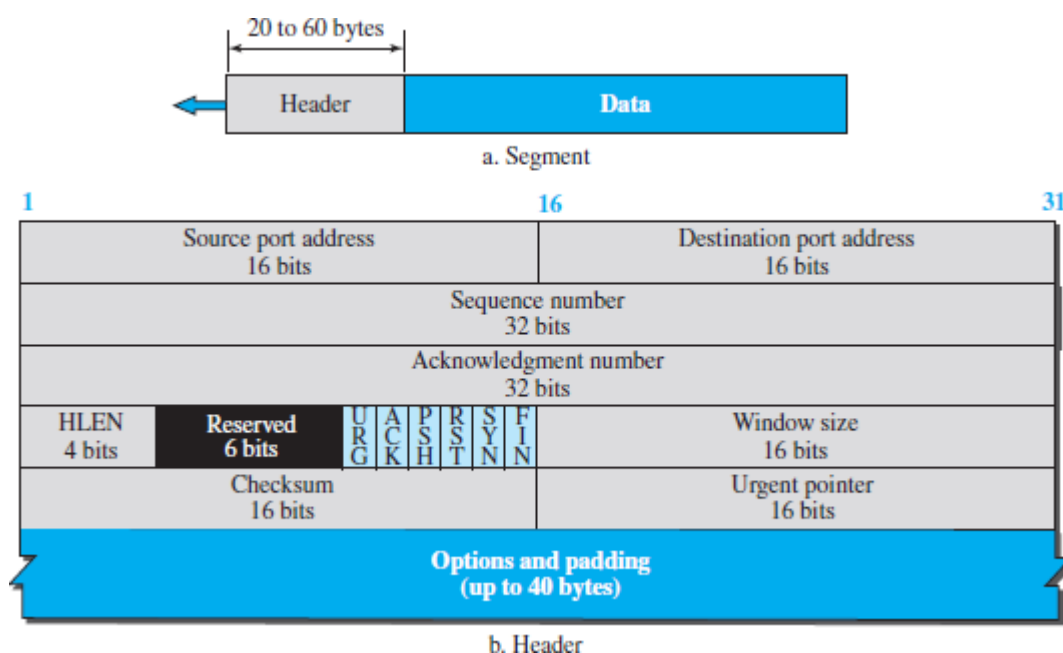 20 to 60 bytes
Header
Data
a. Segment
1 16 31
Source port address
16 bits
Destination port address
16 bits
Sequence number
32 bits
Acknowledgment number
32 bits
HLEN
4 bits
Reserved
6 bits
URG
ACK
PSH
RST
SYN
FIN
Window size
16 bits
Checksum
16 bits
Urgent pointer
16 bits
Options and padding
(up to 40 bytes)
b. Header